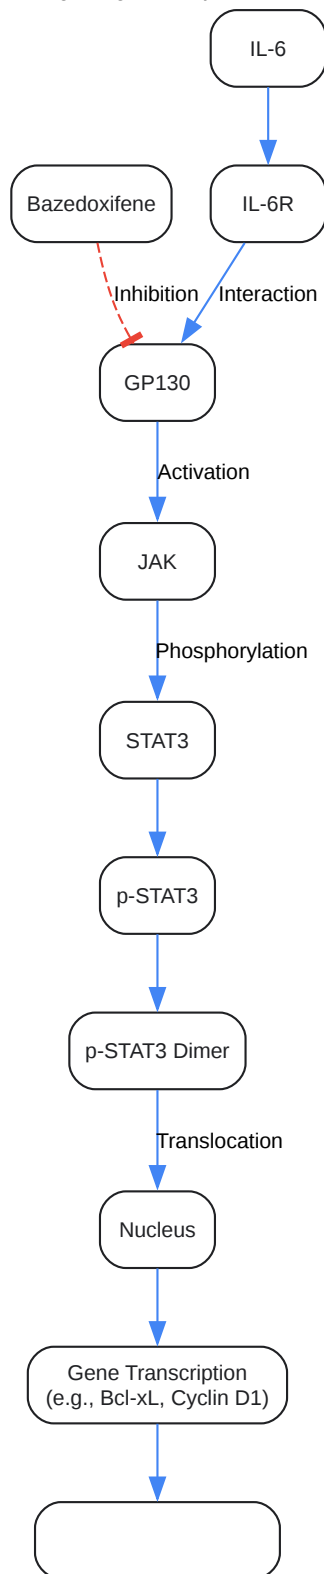 IL-6
Bazedoxifene
IL-6R
Inhibition
Interaction
GP130
Activation
JAK
Phosphorylation
STAT3
p-STAT3
p-STAT3 Dimer
Translocation
Nucleus
Gene Transcription
(e.g., Bcl-xL, Cyclin D1)